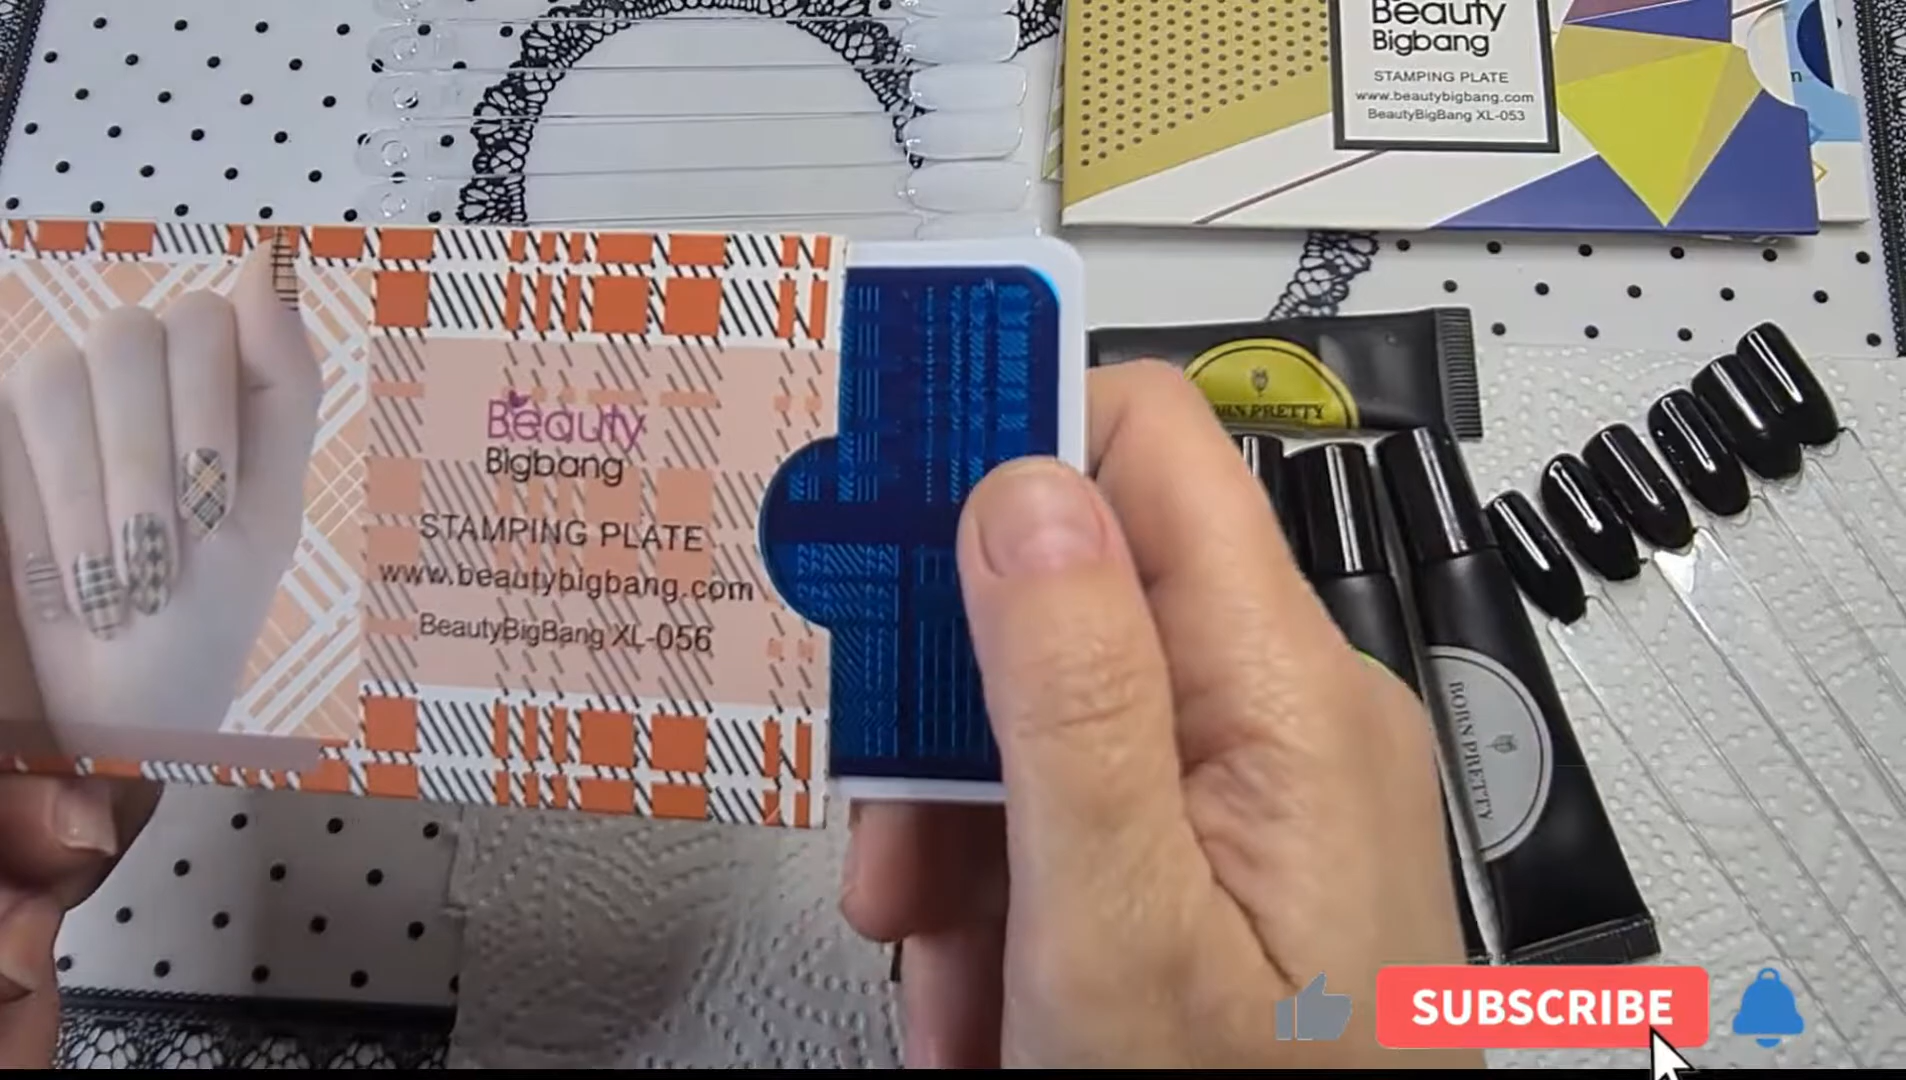 Beauty
Bigbang
STAMPING PLATE
www.beautybigbang.com
BeautyBigBang XL-053
Beauty
Bigbang
STAMPING PLATE
www.beautybigbang.com
BeautyBigBang XL-056
BORN PRETTY
BORN PRETTY
SUBSCRIBE